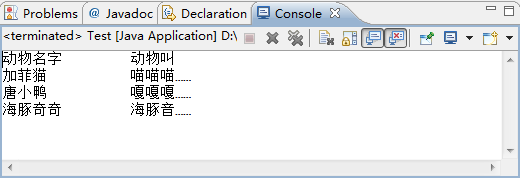 Problems @ Javadoc Declaration Console
<terminated> Test [Java Application] D:\
动物名字 动物叫
加菲猫 喵喵喵……
唐小鸭 嘎嘎嘎……
海豚奇奇 海豚音……